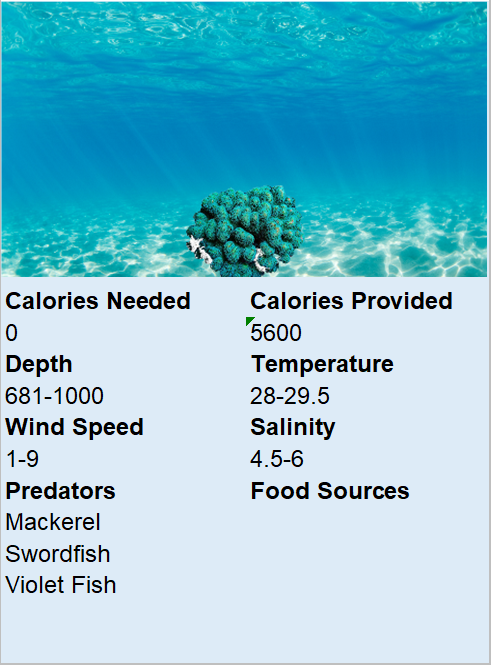 Calories Needed Calories Provided
0 5600
Depth Temperature
681-1000 28-29.5
Wind Speed Salinity
1-9 4.5-6
Predators Food Sources
Mackerel
Swordfish
Violet Fish